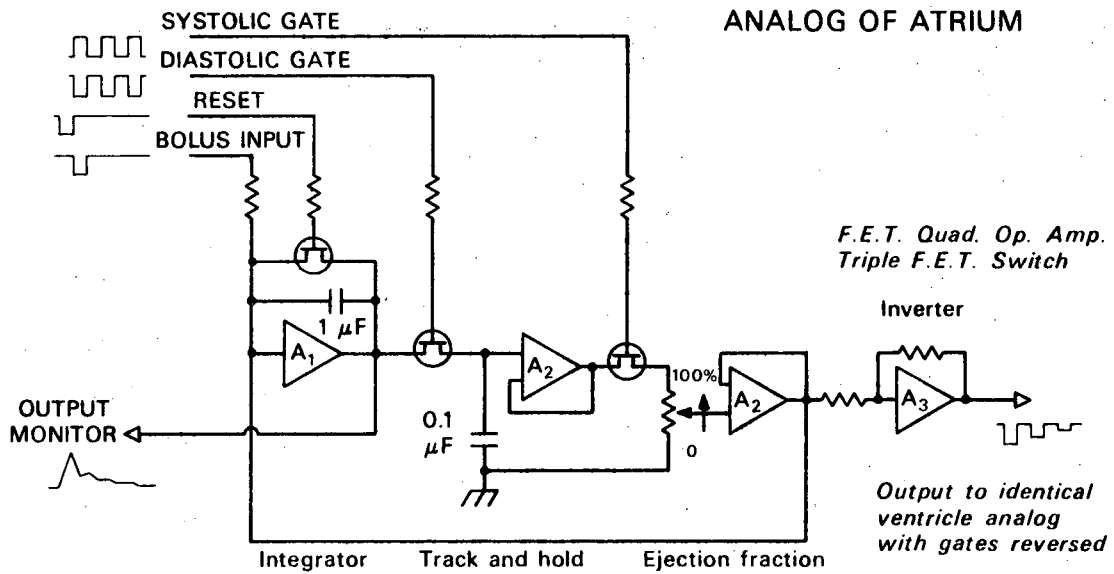 SYSTOLIC GATE
ANALOG OF ATRIUM
DIASTOLIC GATE
RESET
BOLUS INPUT
F.E.T. Quad. Op. Amp.
Triple F.E.T. Switch
Inverter
1 μF
A1
A2
100%
A2
A3
OUTPUT
MONITOR
0.1
μF
0
Output to identical
ventricle analog
with gates reversed
Integrator
Track and hold
Ejection fraction